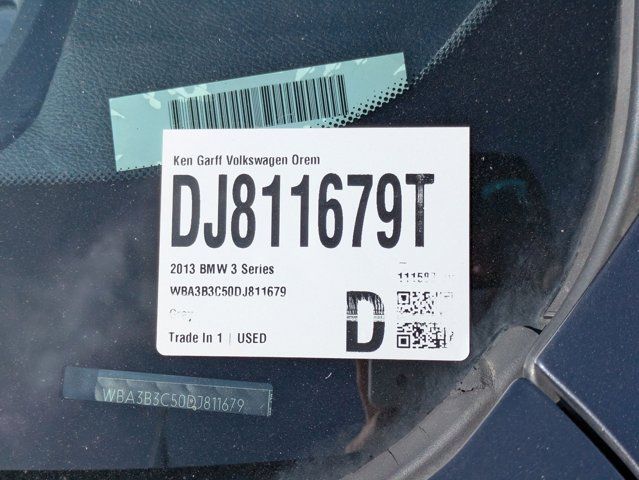 Ken Garff Volkswagen Orem
DJ811679T
2013 BMW 3 Series
WBA3B3C50DJ811679
D
Trade In 1 | USED
WBA3B3C50DJ811679